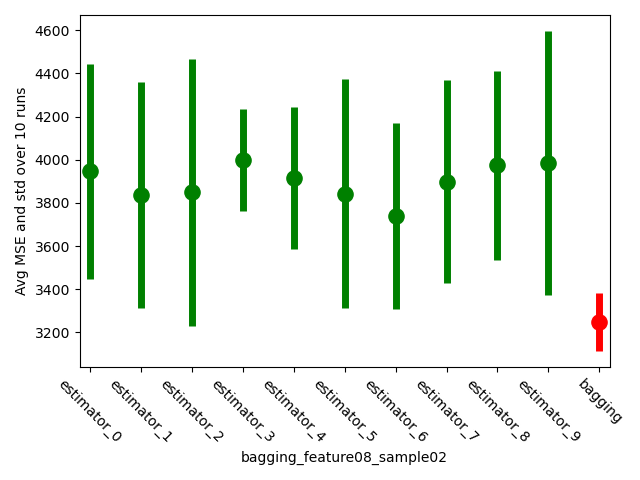 Avg MSE and std over 10 runs
4600
4400
4200
4000
3800
3600
3400
3200
estimator_0
estimator_1
estimator_2
estimator_3
estimator_4
estimator_5
estimator_6
estimator_7
estimator_8
estimator_9
bagging
bagging_feature08_sample02